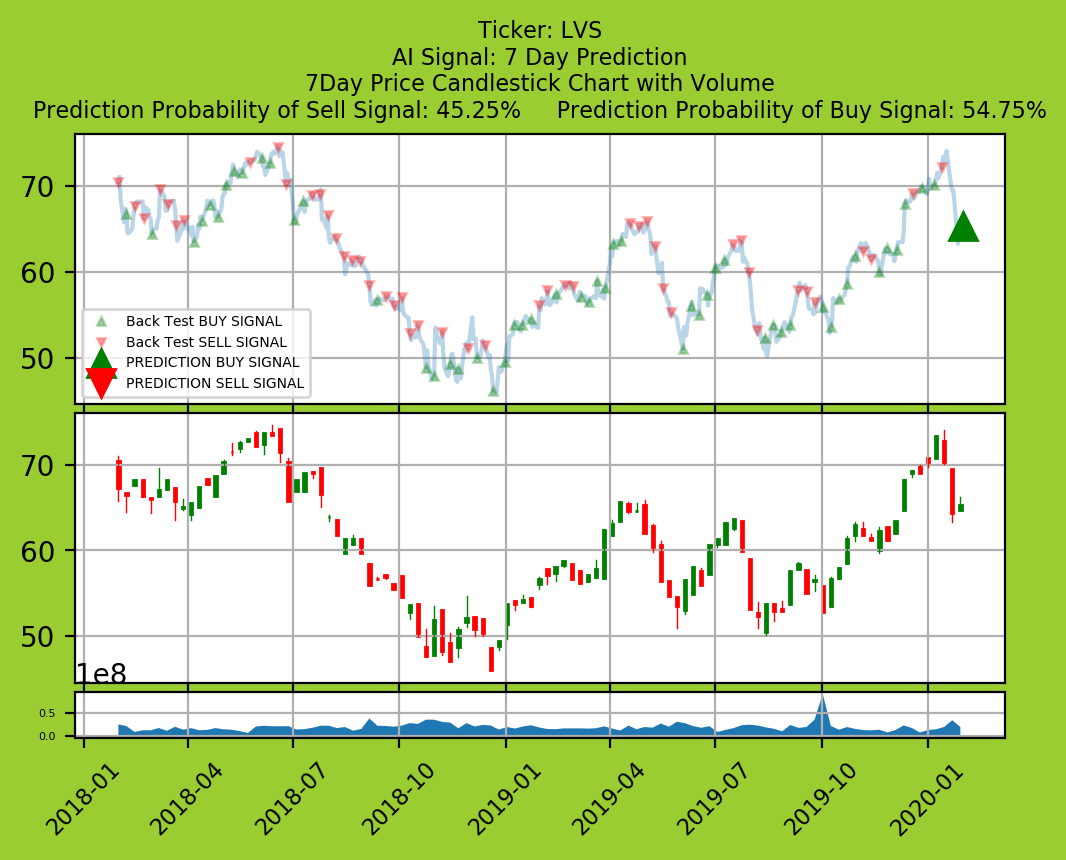 Ticker: LVS
AI Signal: 7 Day Prediction
7Day Price Candlestick Chart with Volume
Prediction Probability of Sell Signal: 45.25%     Prediction Probability of Buy Signal: 54.75%
70
60
50
Back Test BUY SIGNAL
Back Test SELL SIGNAL
PREDICTION BUY SIGNAL
PREDICTION SELL SIGNAL
70
60
50
1e8
0.5
0.0
2018-01
2018-04
2018-07
2018-10
2019-01
2019-04
2019-07
2019-10
2020-01